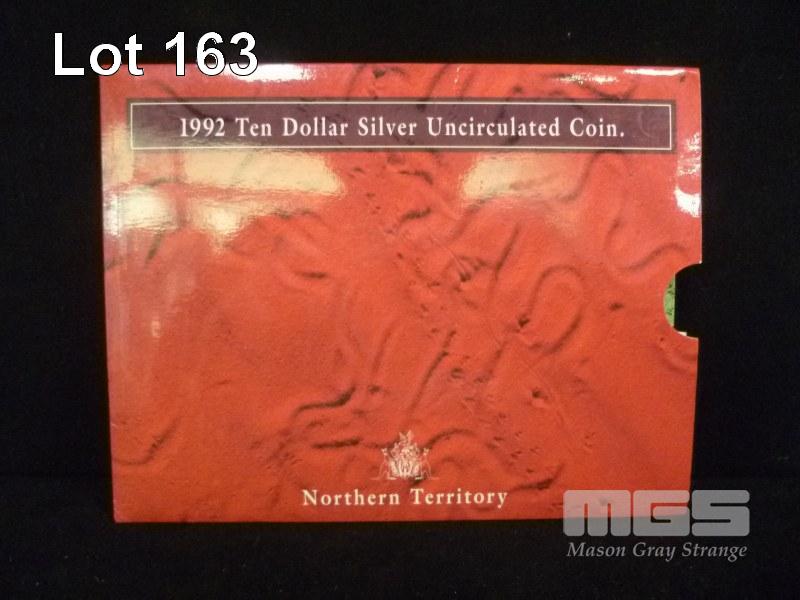 Lot 163
1992 Ten Dollar Silver Uncirculated Coin.
Northern Territory
MGS
Mason Gray Strange